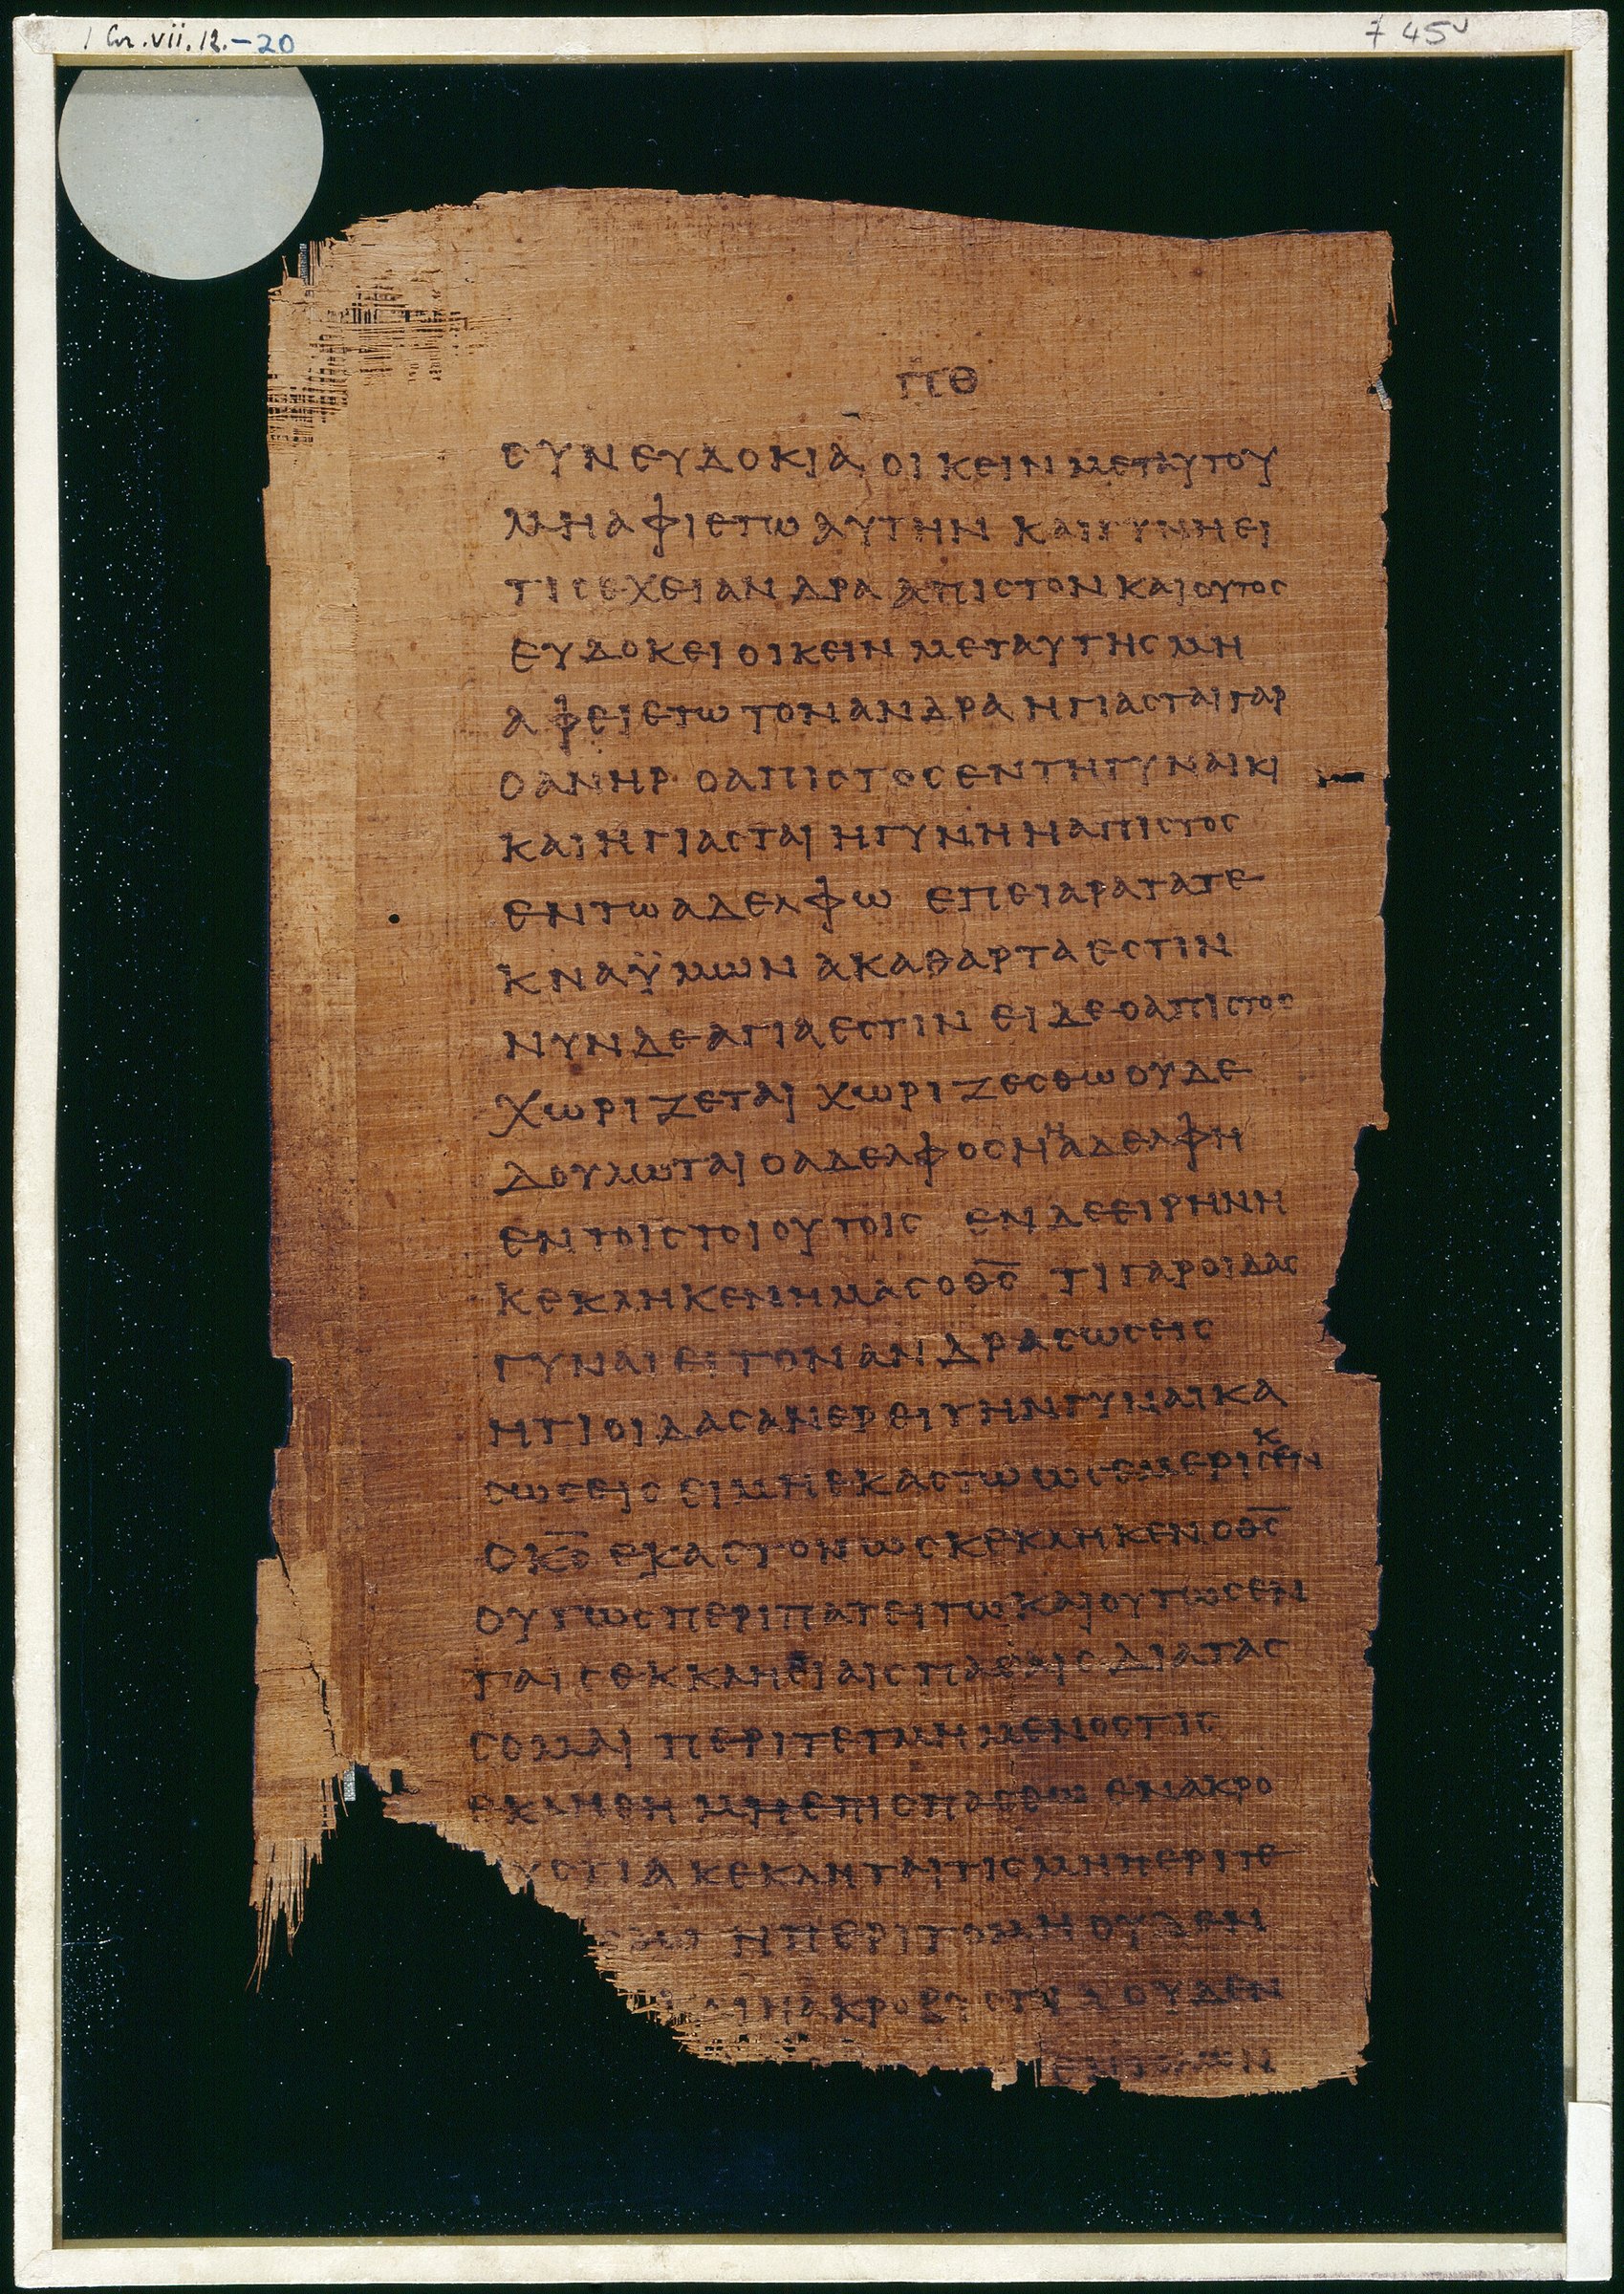 1 Cor. vii. 12.-20
f 45v
ΠΘ
ϹΥΝΕΥΔΟΚΙΑ ΟΙΚΕΙΝ ΜΕΤΑΥΤΟΥ
ΜΗ ΑΦΙΕΤΩ ΑΥΤΗΝ ΚΑΙ ΓΥΝΗ ΕΙ
ΤΙϹ ΕΧΕΙ ΑΝΔΡΑ ΑΠΙϹΤΟΝ ΚΑΙ ΟΥΤΟϹ
ΕΥΔΟΚΕΙ ΟΙΚΕΙΝ ΜΕΤΑΥΤΗϹ ΜΗ
ΑΦΕΙΕΤΩ ΤΟΝ ΑΝΔΡΑ ΗΓΙΑϹΤΑΙ ΓΑΡ
Ο ΑΝΗΡ Ο ΑΠΙϹΤΟϹ ΕΝ ΤΗ ΓΥΝΑΙΚΙ
ΚΑΙ ΗΓΙΑϹΤΑΙ Η ΓΥΝΗ Η ΑΠΙϹΤΟϹ
ΕΝ ΤΩ ΑΔΕΛΦΩ ΕΠΕΙ ΑΡΑ ΤΑ ΤΕ
ΚΝΑ ΫΜΩΝ ΑΚΑΘΑΡΤΑ ΕϹΤΙΝ
ΝΥΝ ΔΕ ΑΓΙΑ ΕϹΤΙΝ ΕΙ ΔΕ Ο ΑΠΙϹΤΟϹ
ΧΩΡΙΖΕΤΑΙ ΧΩΡΙΖΕϹΘΩ ΟΥ ΔΕ
ΔΟΥΛΩΤΑΙ Ο ΑΔΕΛΦΟϹ Η Η ΑΔΕΛΦΗ
ΕΝ ΤΟΙϹ ΤΟΙΟΥΤΟΙϹ ΕΝ ΔΕ ΕΙΡΗΝΗ
ΚΕΚΛΗΚΕΝ ΗΜΑϹ Ο Θ̅Ϲ̅ ΤΙ ΓΑΡ ΟΙΔΑϹ
ΓΥΝΑΙ ΕΙ ΤΟΝ ΑΝΔΡΑ ϹΩϹΕΙϹ
Η ΤΙ ΟΙΔΑϹ ΑΝΕΡ ΕΙ ΤΗΝ ΓΥΝΑΙΚΑ
ϹΩϹΕΙϹ ΕΙ ΜΗ ΕΚΑϹΤΩ ΩϹ ΕΜΕΡΙϹΕΝ
Ο Κ̅Ϲ̅ ΕΚΑϹΤΟΝ ΩϹ ΚΕΚΛΗΚΕΝ Ο Θ̅Ϲ̅
ΟΥΤΩϹ ΠΕΡΙΠΑΤΕΙΤΩ ΚΑΙ ΟΥΤΩϹ ΕΝ
ΤΑΙϹ ΕΚΚΛΗϹΙΑΙϹ ΠΑϹΑΙϹ ΔΙΑΤΑϹ
ϹΟΜΑΙ ΠΕΡΙΤΕΤΜΗΜΕΝΟϹ ΤΙϹ
ΕΚΛΗΘΗ ΜΗ ΕΠΙϹΠΑϹΘΩ ΕΝ ΑΚΡΟ
ΥϹΤΙΑ ΚΕΚΛΗΤΑΙ ΤΙϹ ΜΗ ΠΕΡΙΤΕ
Η ΠΕΡΙΤΟΜΗ ΟΥΔΕΝ
Η ΑΚΡΟΒΥϹΤΙΑ ΟΥΔΕΝ
ΕΝΤΟΛΩΝ